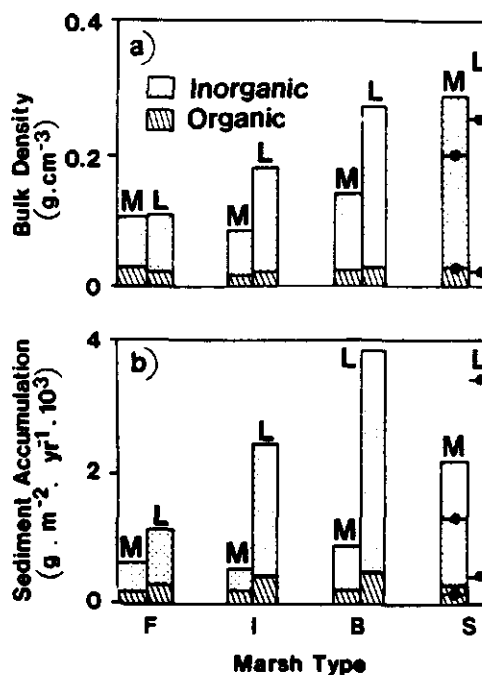 0.4
a)
Inorganic
Organic
L
M
L
L
M
M L
M
0.2
0
Bulk Density
(g.cm-3)
4
b)
L
L
M
L
L
M
M
M
2
0
Sediment Accumulation
(g . m-2. yr-1. 103)
F I B S
Marsh Type